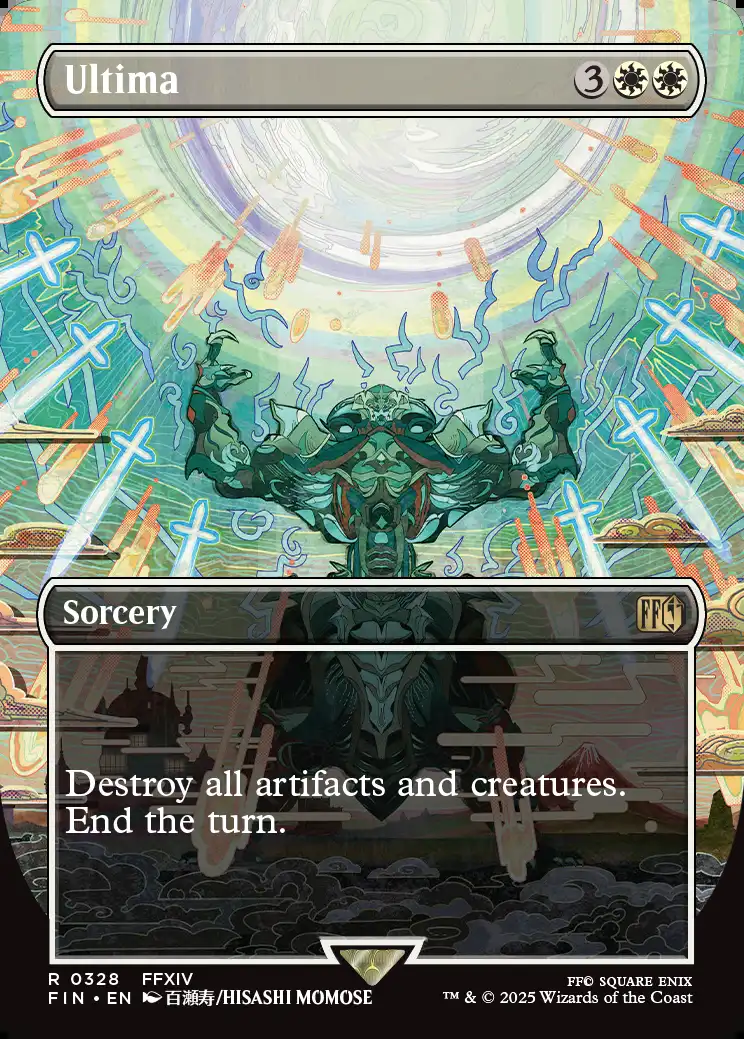 Ultima 3
Sorcery FF
Destroy all artifacts and creatures.
End the turn.
R 0328 FFXIV
FIN • EN 百瀬寿/HISASHI MOMOSE
FF© SQUARE ENIX
™ & © 2025 Wizards of the Coast